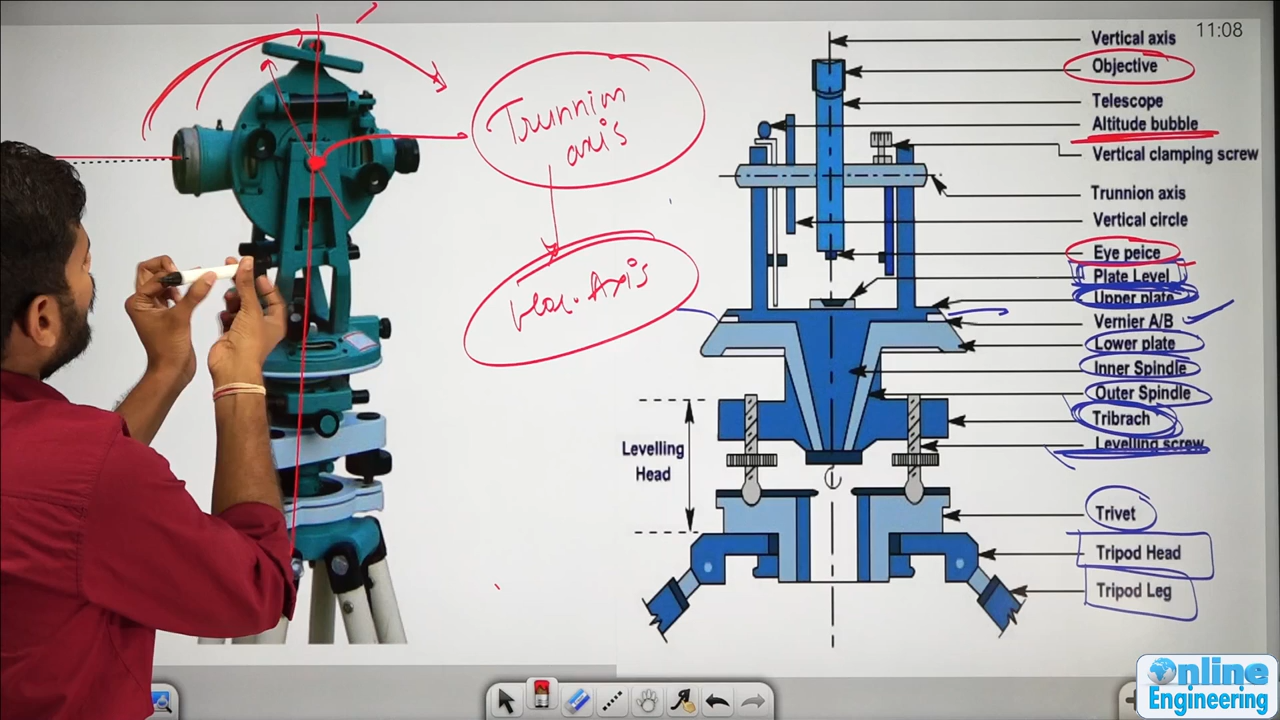 11:08
Trunnion
axis
Hor. Axis
Vertical axis
Objective
Telescope
Altitude bubble
Vertical clamping screw
Trunnion axis
Vertical circle
Eye peice
Plate Level
Upper plate
Vernier A/B
Lower plate
Inner Spindle
Outer Spindle
Tribrach
Levelling screw
Levelling
Head
Trivet
Tripod Head
Tripod Leg
Online
Engineering